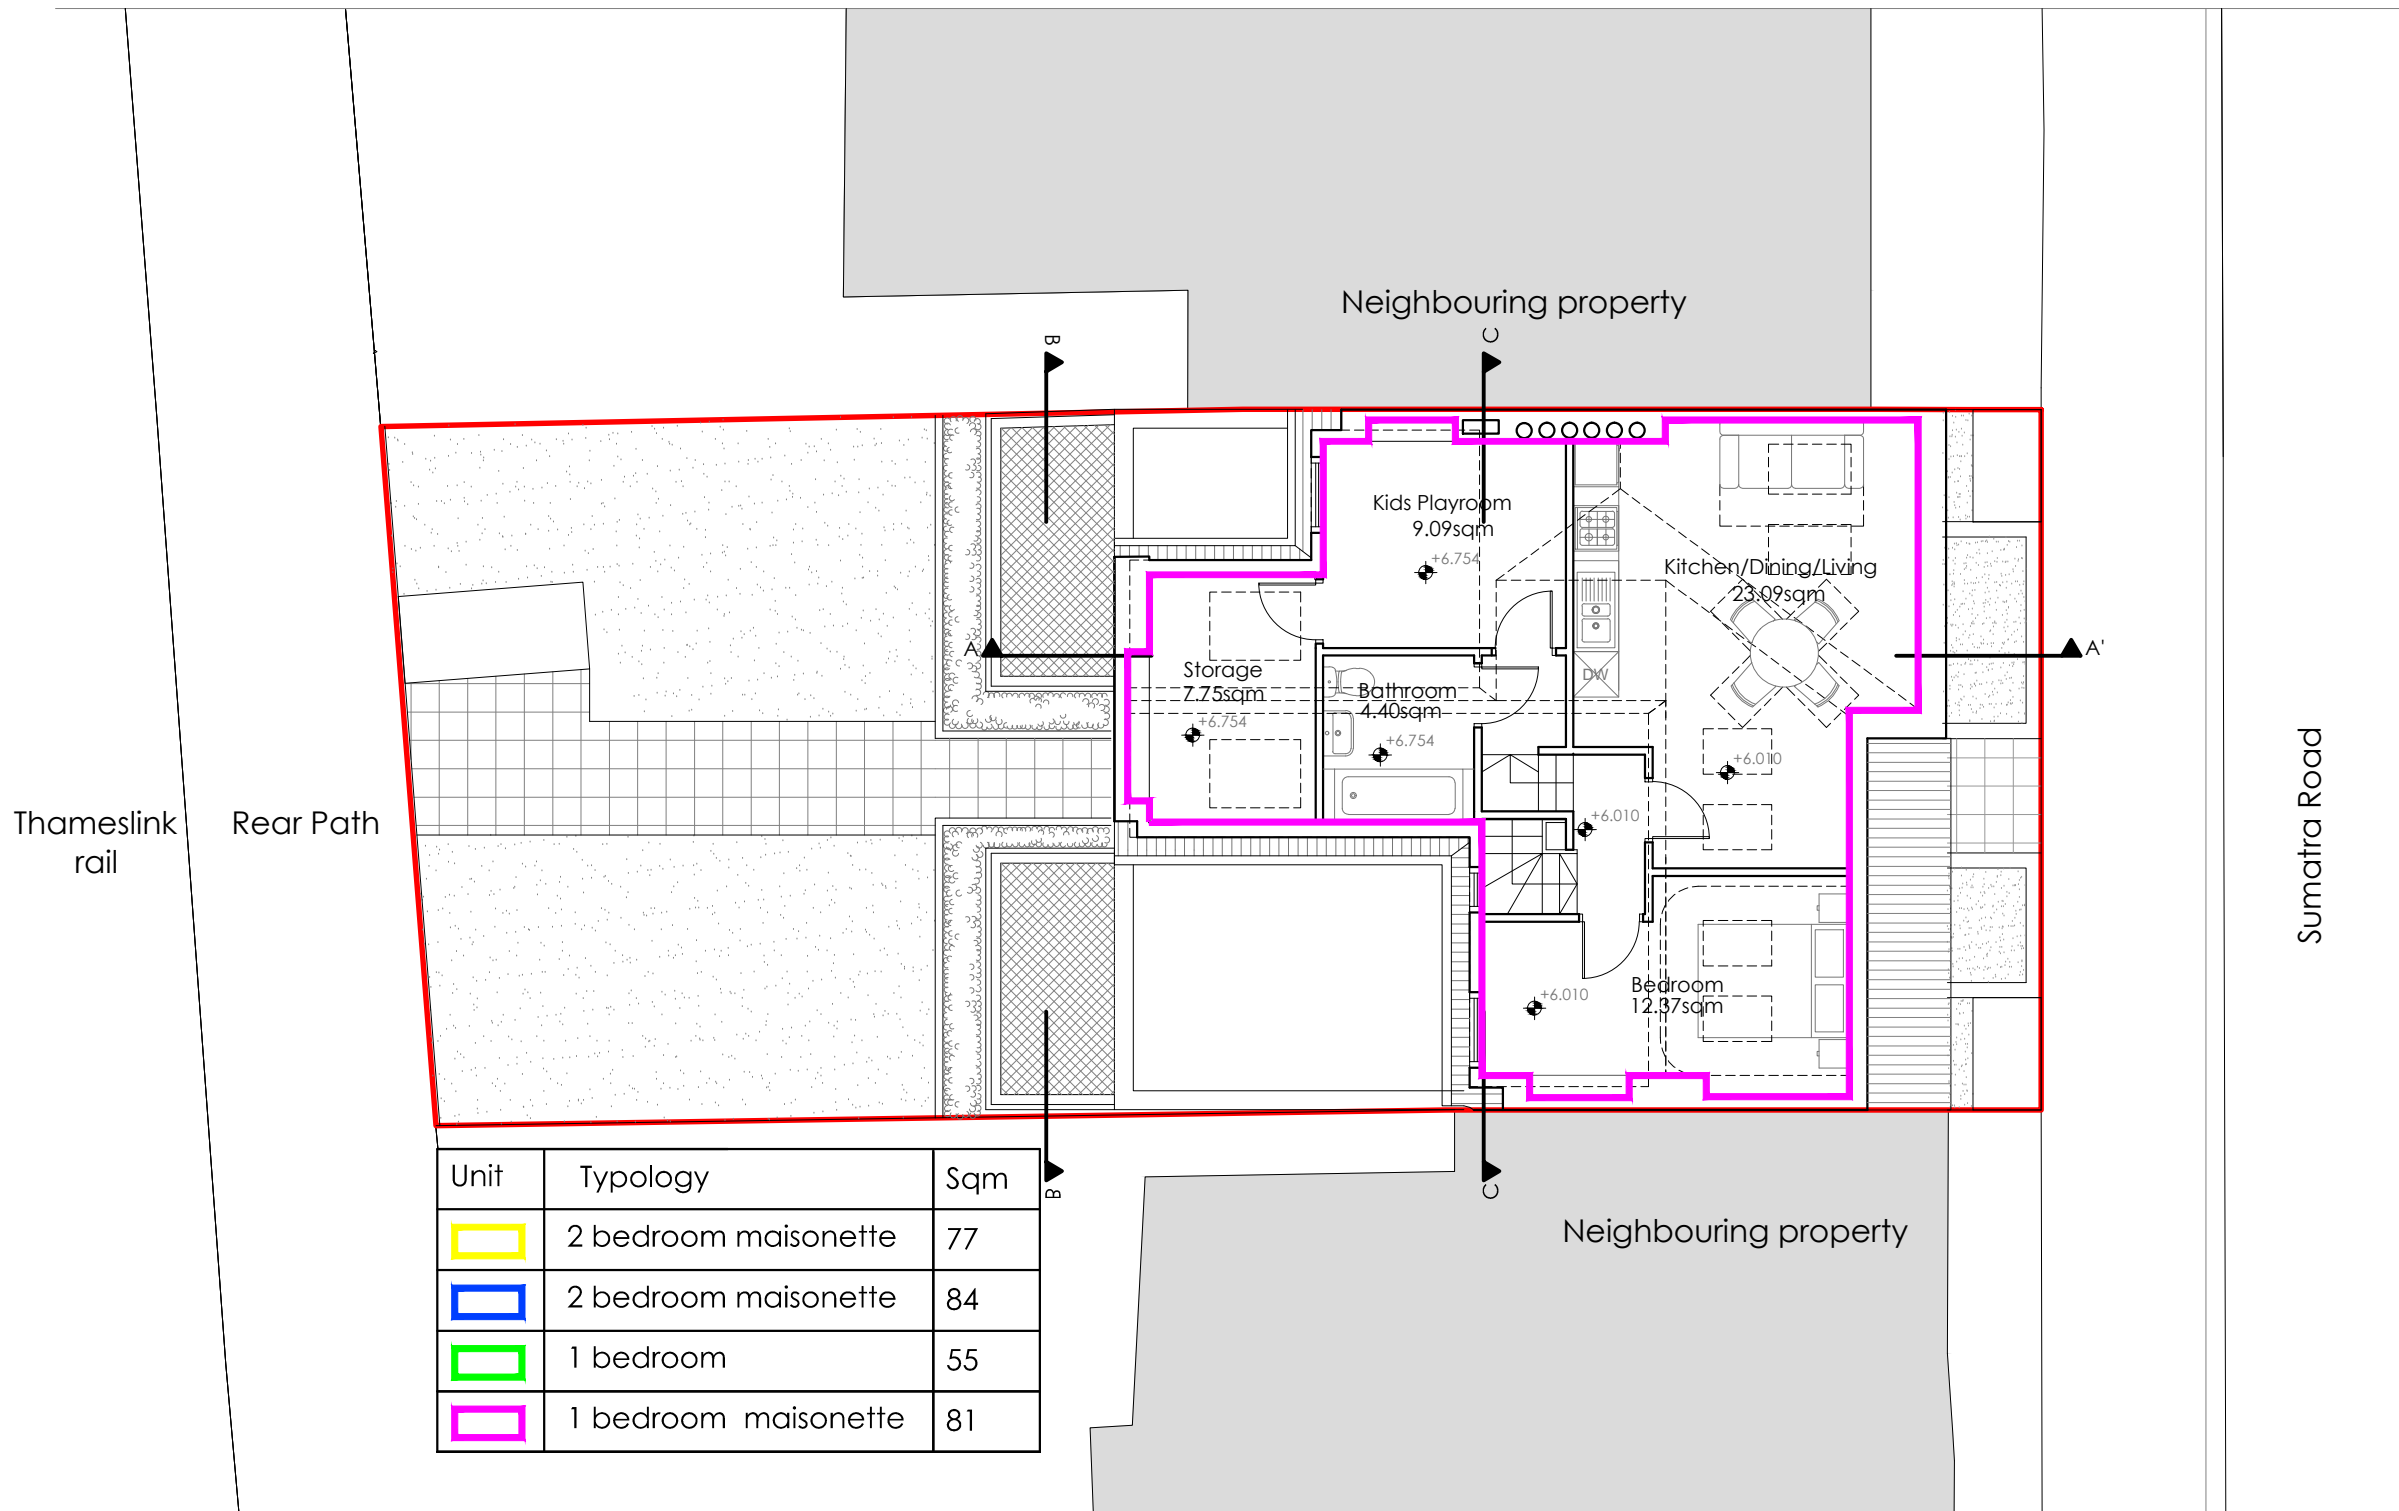 Neighbouring property
B
C
Kids Playroom
9.09sqm
+6.754
Kitchen/Dining/Living
23.09sqm
A
A'
Storage
7.75sqm
+6.754
Bathroom
4.40sqm
+6.754
DW
+6.010
+6.010
Thameslink
rail
Rear Path
Sumatra Road
Bedroom
12.37sqm
+6.010
B
C
Neighbouring property
Unit Typology Sqm
2 bedroom maisonette 77
2 bedroom maisonette 84
1 bedroom 55
1 bedroom maisonette 81